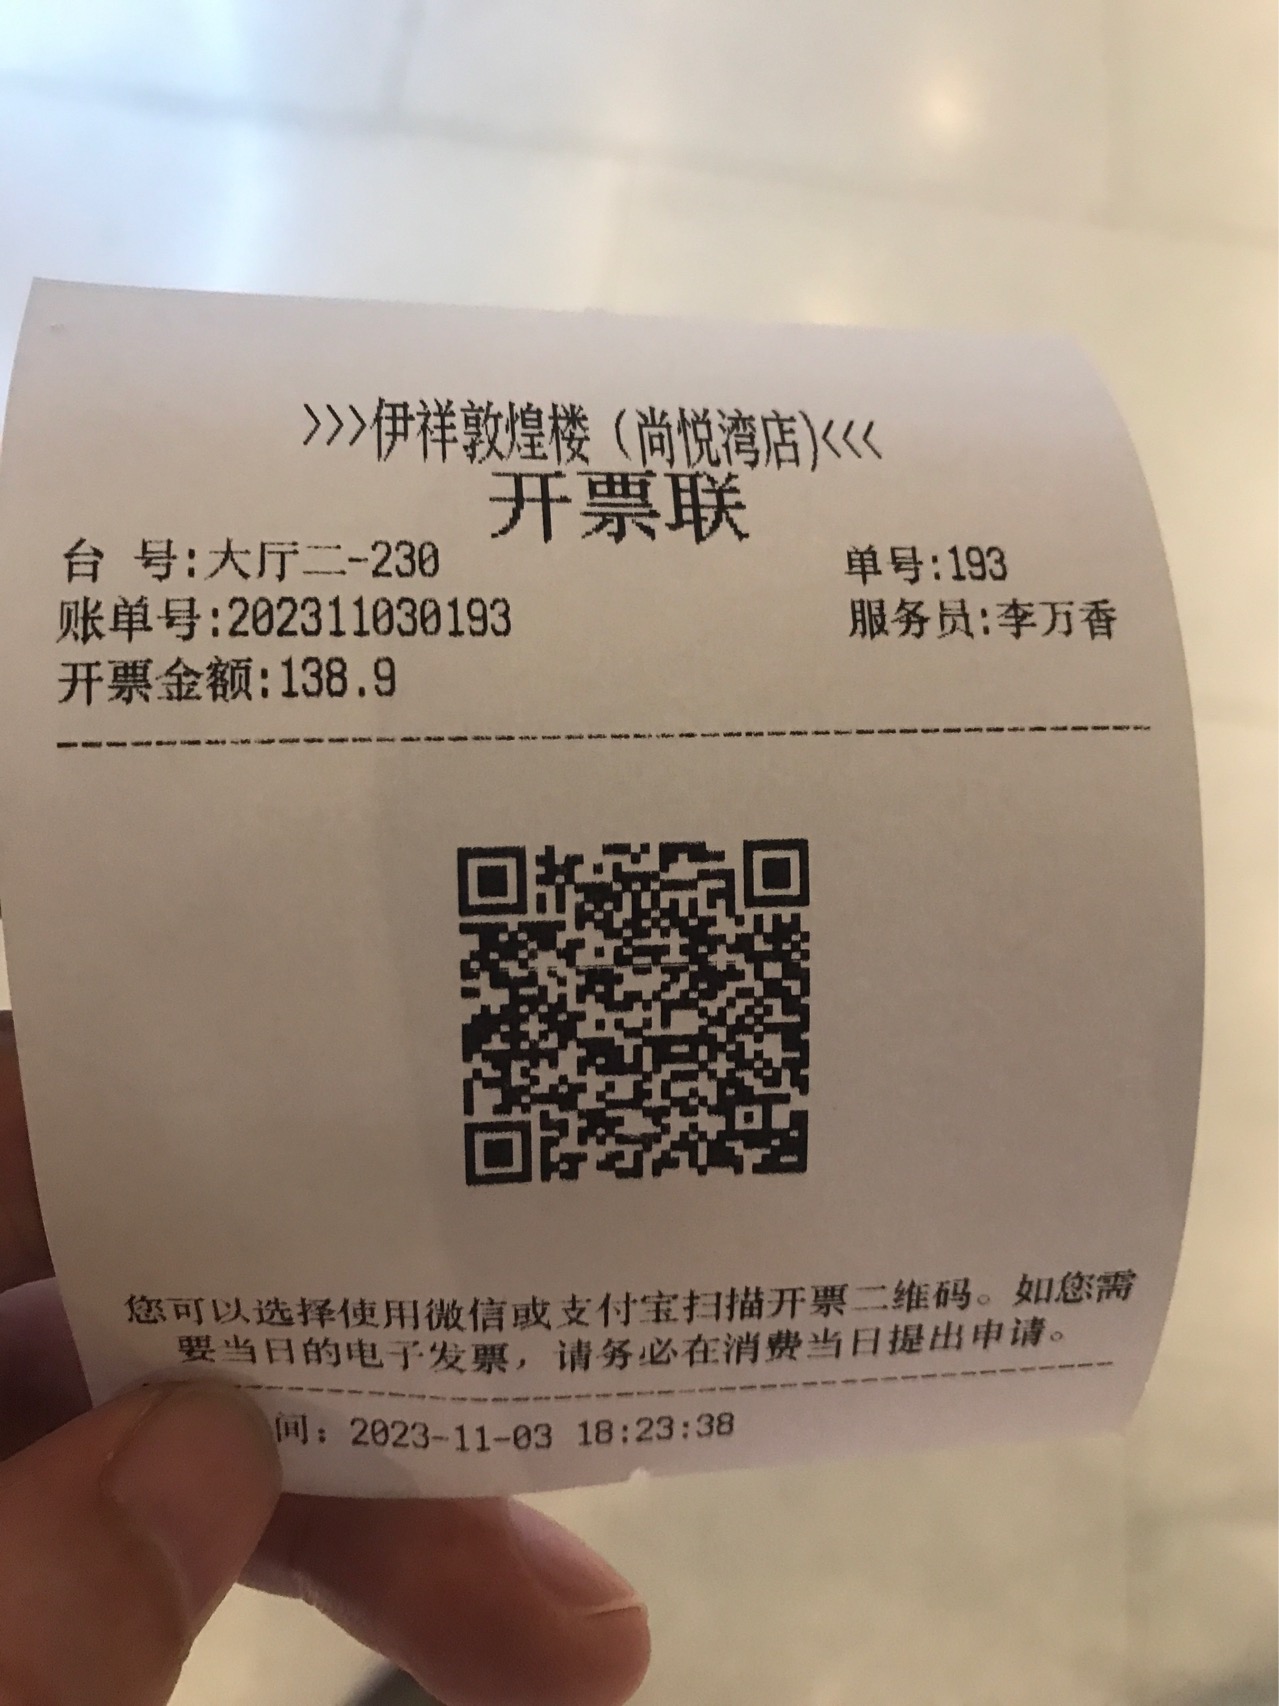 >>>伊祥敦煌楼（尚悦湾店)<<<
开票联
台 号:大厅二-230 单号:193
账单号:202311030193 服务员:李万香
开票金额:138.9
您可以选择使用微信或支付宝扫描开票二维码。如您需
要当日的电子发票，请务必在消费当日提出申请。
间：2023-11-03 18:23:38